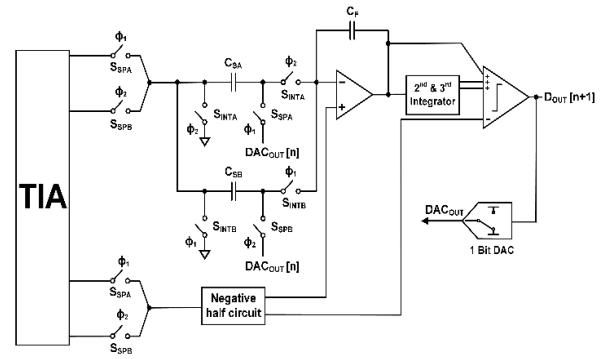 TIA
ϕ1
SSPA
ϕ2
SSPB
CSA
SINTA
ϕ2
SSPA
ϕ1
DACOUT [n]
ϕ2
SINTA
CSB
SINTB
ϕ1
SSPB
ϕ2
DACOUT [n]
ϕ1
SINTB
CF
−
+
2nd & 3rd
Integrator
+
+
+
−
DOUT [n+1]
DACOUT
1 Bit DAC
ϕ1
SSPA
ϕ2
SSPB
Negative
half circuit